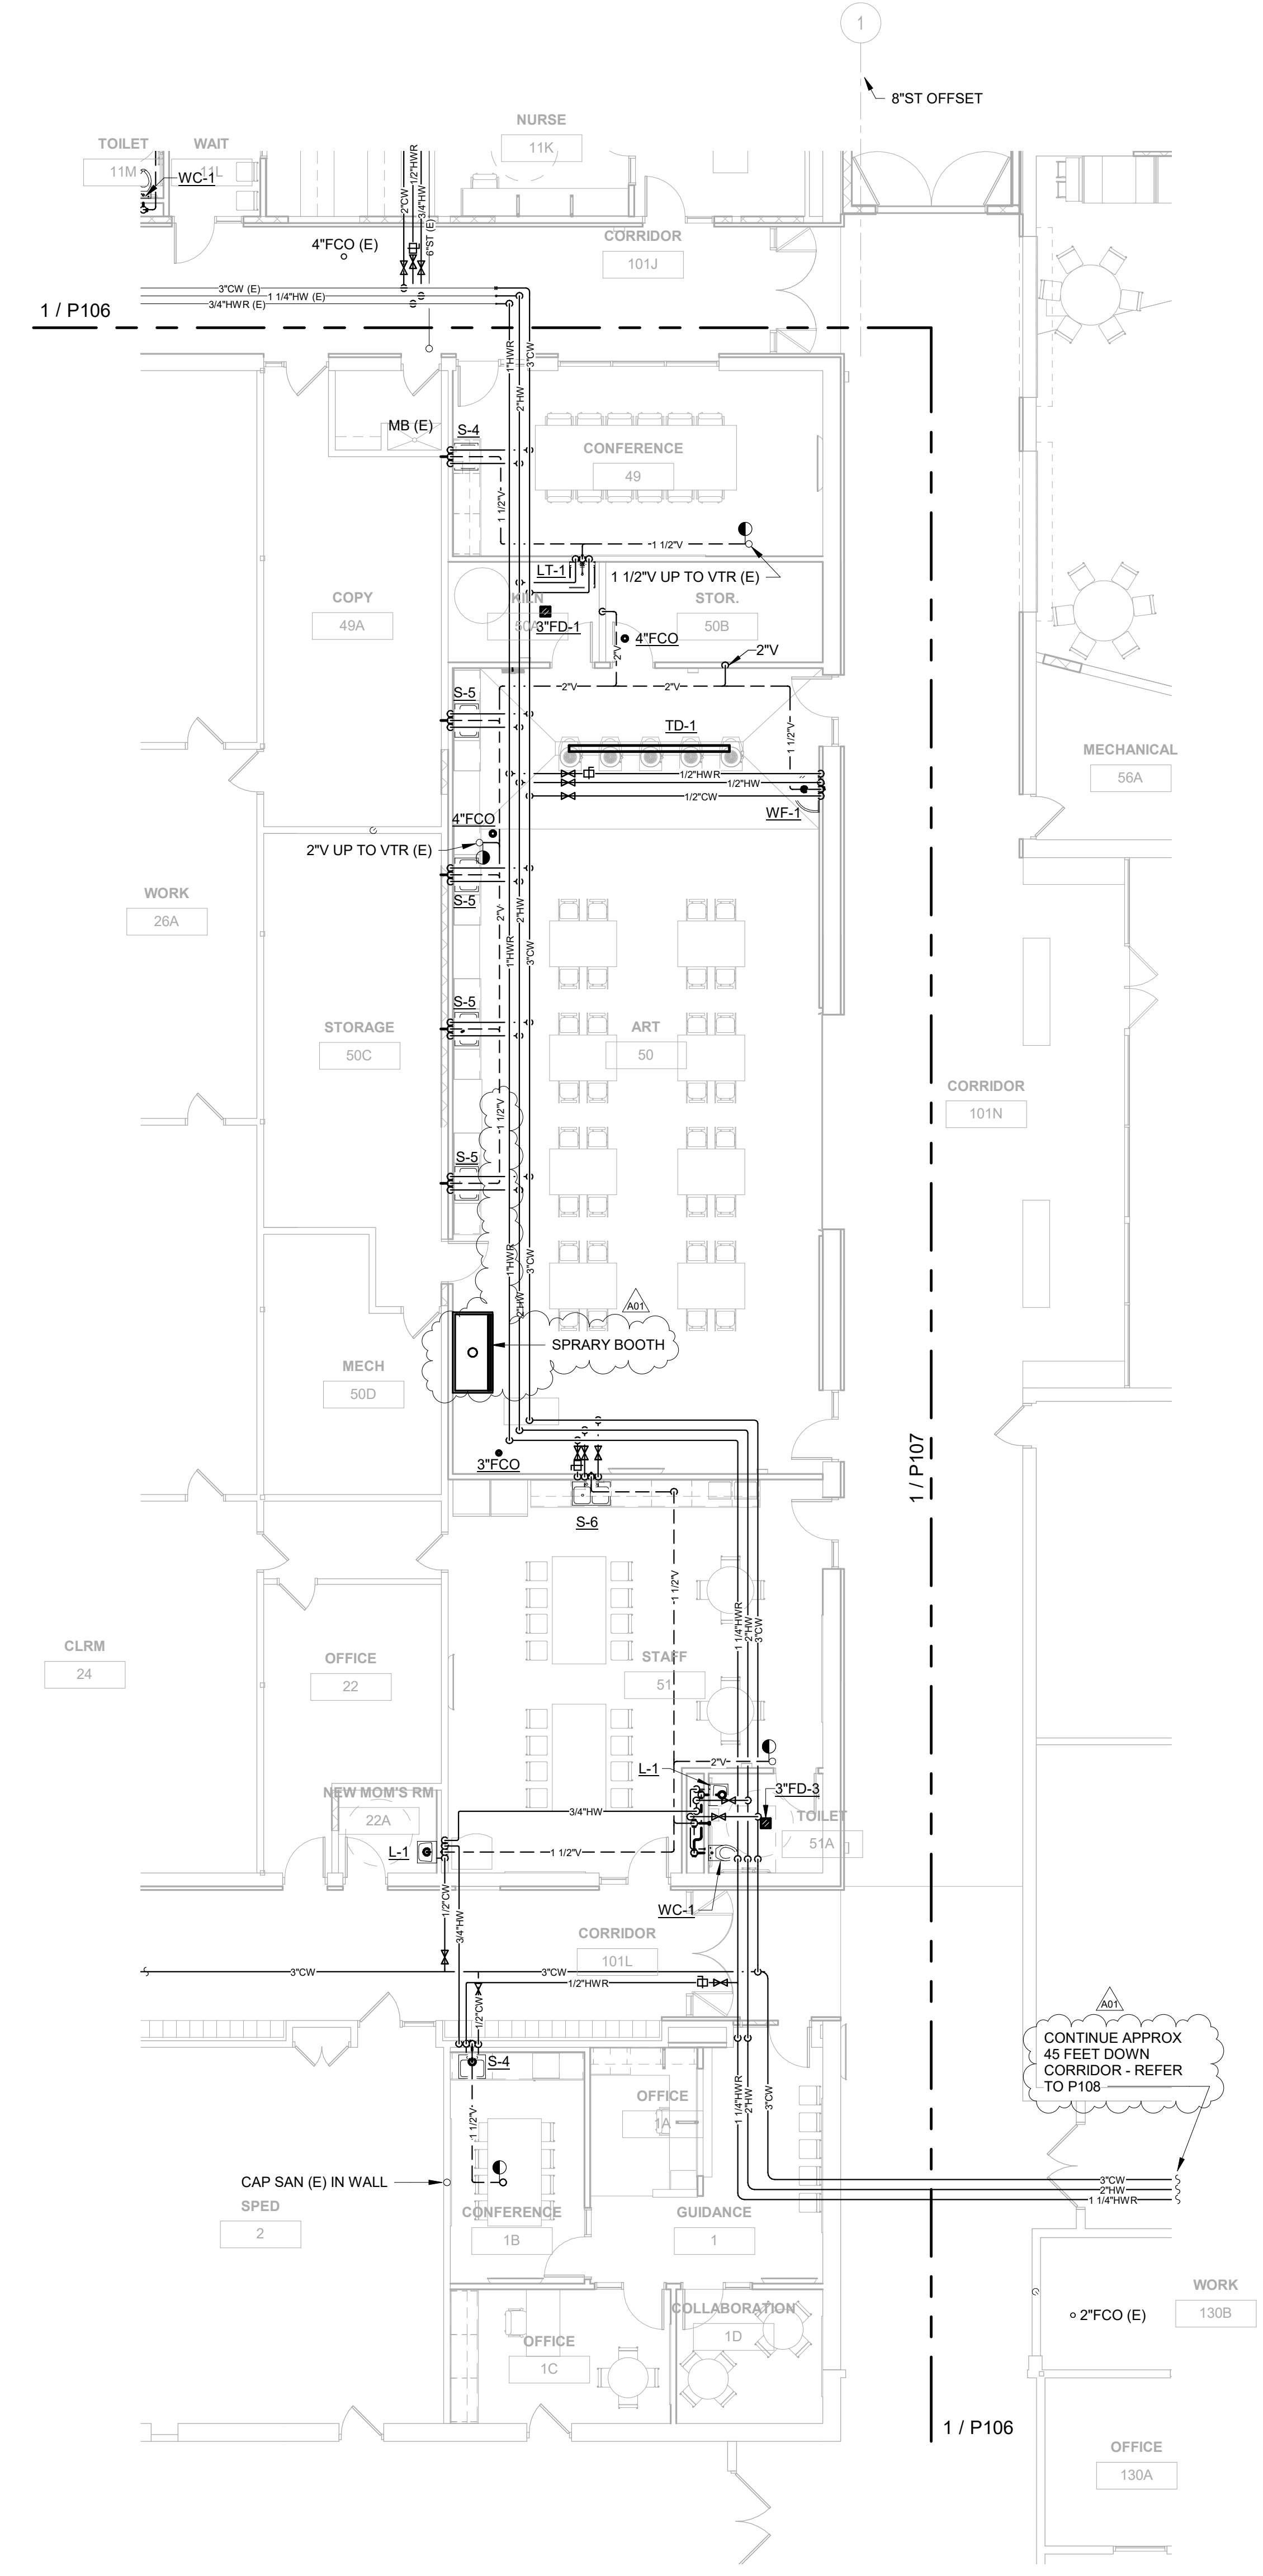 1
8"ST OFFSET
NURSE
11K
TOILET
11M
WAIT
11L
WC-1
2"CW
1/2"HWR
3/4"HW
6"ST (E)
4"FCO (E)
CORRIDOR
101J
3"CW (E)
1 1/4"HW (E)
3/4"HWR (E)
1 / P106
1"HWR
3"CW
2"HW
MB (E)
S-4
CONFERENCE
49
1 1/2"V
1 1/2"V
1 1/2"V UP TO VTR (E)
LT-1
COPY
49A
KILN
50A
3"FD-1
STOR.
50B
4"FCO
2"V
2"V
2"V
2"V
S-5
TD-1
1 1/2"V
MECHANICAL
56A
1/2"HWR
1/2"HW
1/2"CW
WF-1
4"FCO
2"V UP TO VTR (E)
S-5
WORK
26A
2"V
2"HW
1"HWR
3"CW
S-5
STORAGE
50C
ART
50
CORRIDOR
101N
1 1/2"V
S-5
1"HWR
3"CW
2"HW
A01
SPRARY BOOTH
MECH
50D
3"FCO
1 / P107
S-6
1 1/2"V
1 1/4"HWR
2"HW
3"CW
CLRM
24
OFFICE
22
STAFF
51
2"V
L-1
3"FD-3
NEW MOM'S RM
22A
3/4"HW
TOILET
51A
L-1
1 1/2"V
WC-1
1/2"CW
3/4"HW
CORRIDOR
101L
3"CW
3"CW
1/2"HWR
1/2"CW
A01
CONTINUE APPROX
45 FEET DOWN
CORRIDOR - REFER
TO P108
S-4
OFFICE
1A
1 1/2"V
1 1/4"HWR
2"HW
3"CW
CAP SAN (E) IN WALL
3"CW
2"HW
1 1/4"HWR
SPED
2
CONFERENCE
1B
GUIDANCE
1
WORK
130B
2"FCO (E)
COLLABORATION
1D
OFFICE
1C
1 / P106
OFFICE
130A